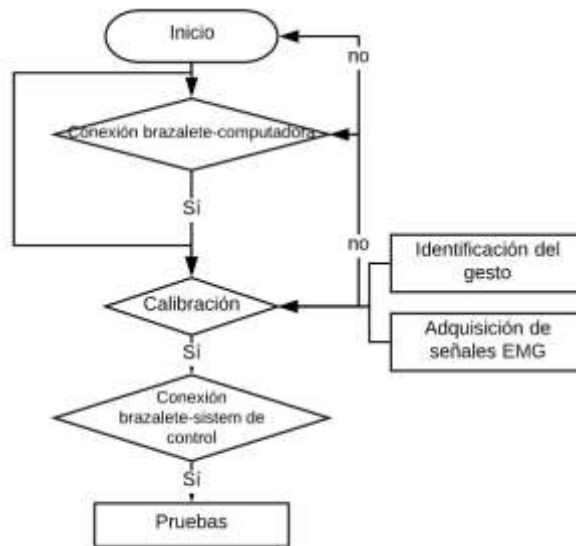 Inicio
no
Conexión brazalete-computadora
Sí
no
Identificación del
gesto
Calibración
Adquisición de
señales EMG
Sí
Conexión
brazalete-sistem de
control
Sí
Pruebas